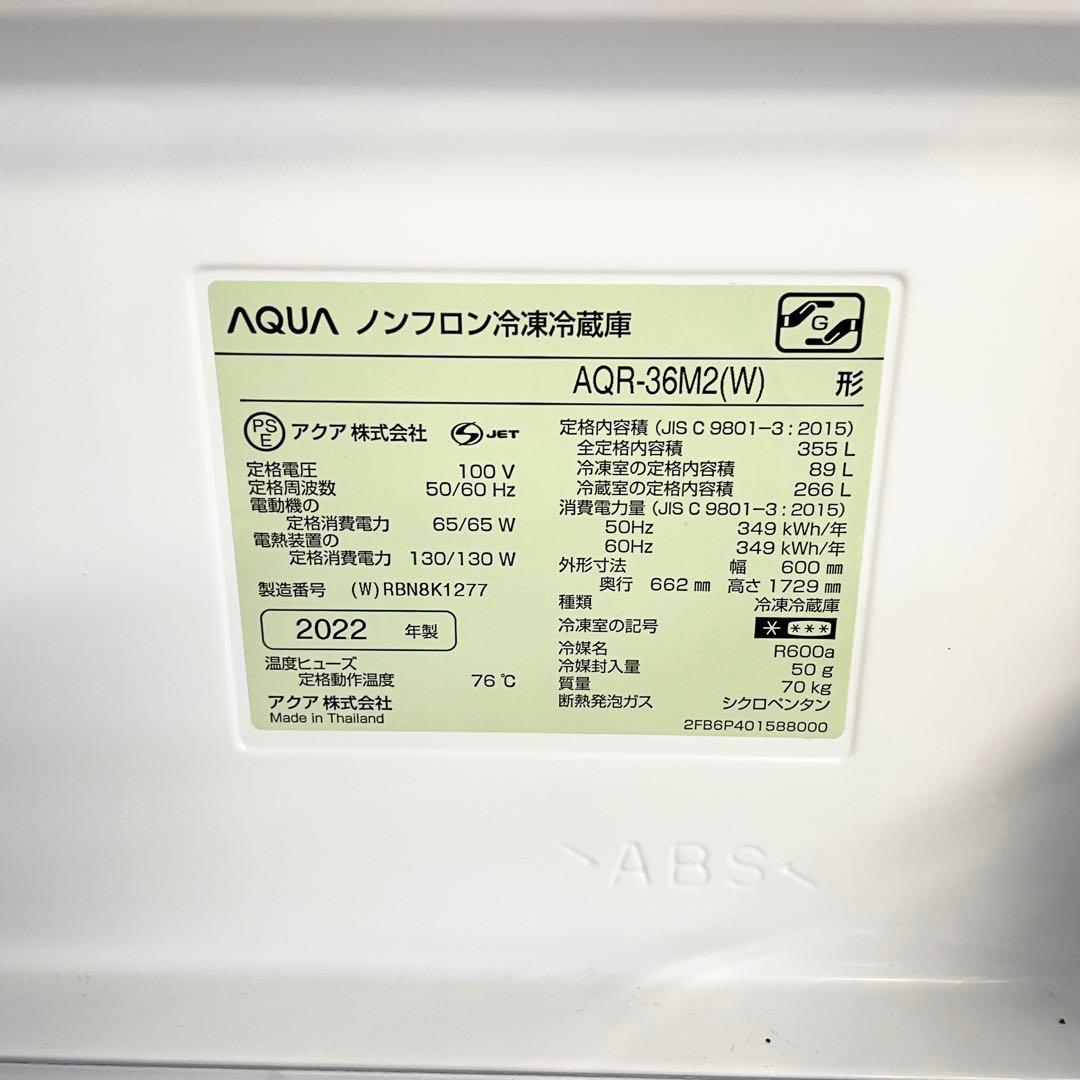 AQUA ノンフロン冷凍冷蔵庫
G
AQR-36M2(W) 形
PS
E
アクア 株式会社
S JET
定格電圧 100 V
定格周波数 50/60 Hz
電動機の
定格消費電力 65/65 W
電熱装置の
定格消費電力 130/130 W
製造番号 (W)RBN8K1277
2022 年製
温度ヒューズ
定格動作温度 76 ℃
アクア 株式会社
Made in Thailand
定格内容積 (JIS C 9801-3 : 2015)
全定格内容積 355 L
冷凍室の定格内容積 89 L
冷蔵室の定格内容積 266 L
消費電力量 (JIS C 9801-3 : 2015)
50Hz 349 kWh/年
60Hz 349 kWh/年
外形寸法 幅 600 ㎜
奥行 662 ㎜ 高さ 1729 ㎜
種類 冷凍冷蔵庫
冷凍室の記号 * ***
冷媒名 R600a
冷媒封入量 50 g
質量 70 kg
断熱発泡ガス シクロペンタン
2FB6P401588000
>ABS<